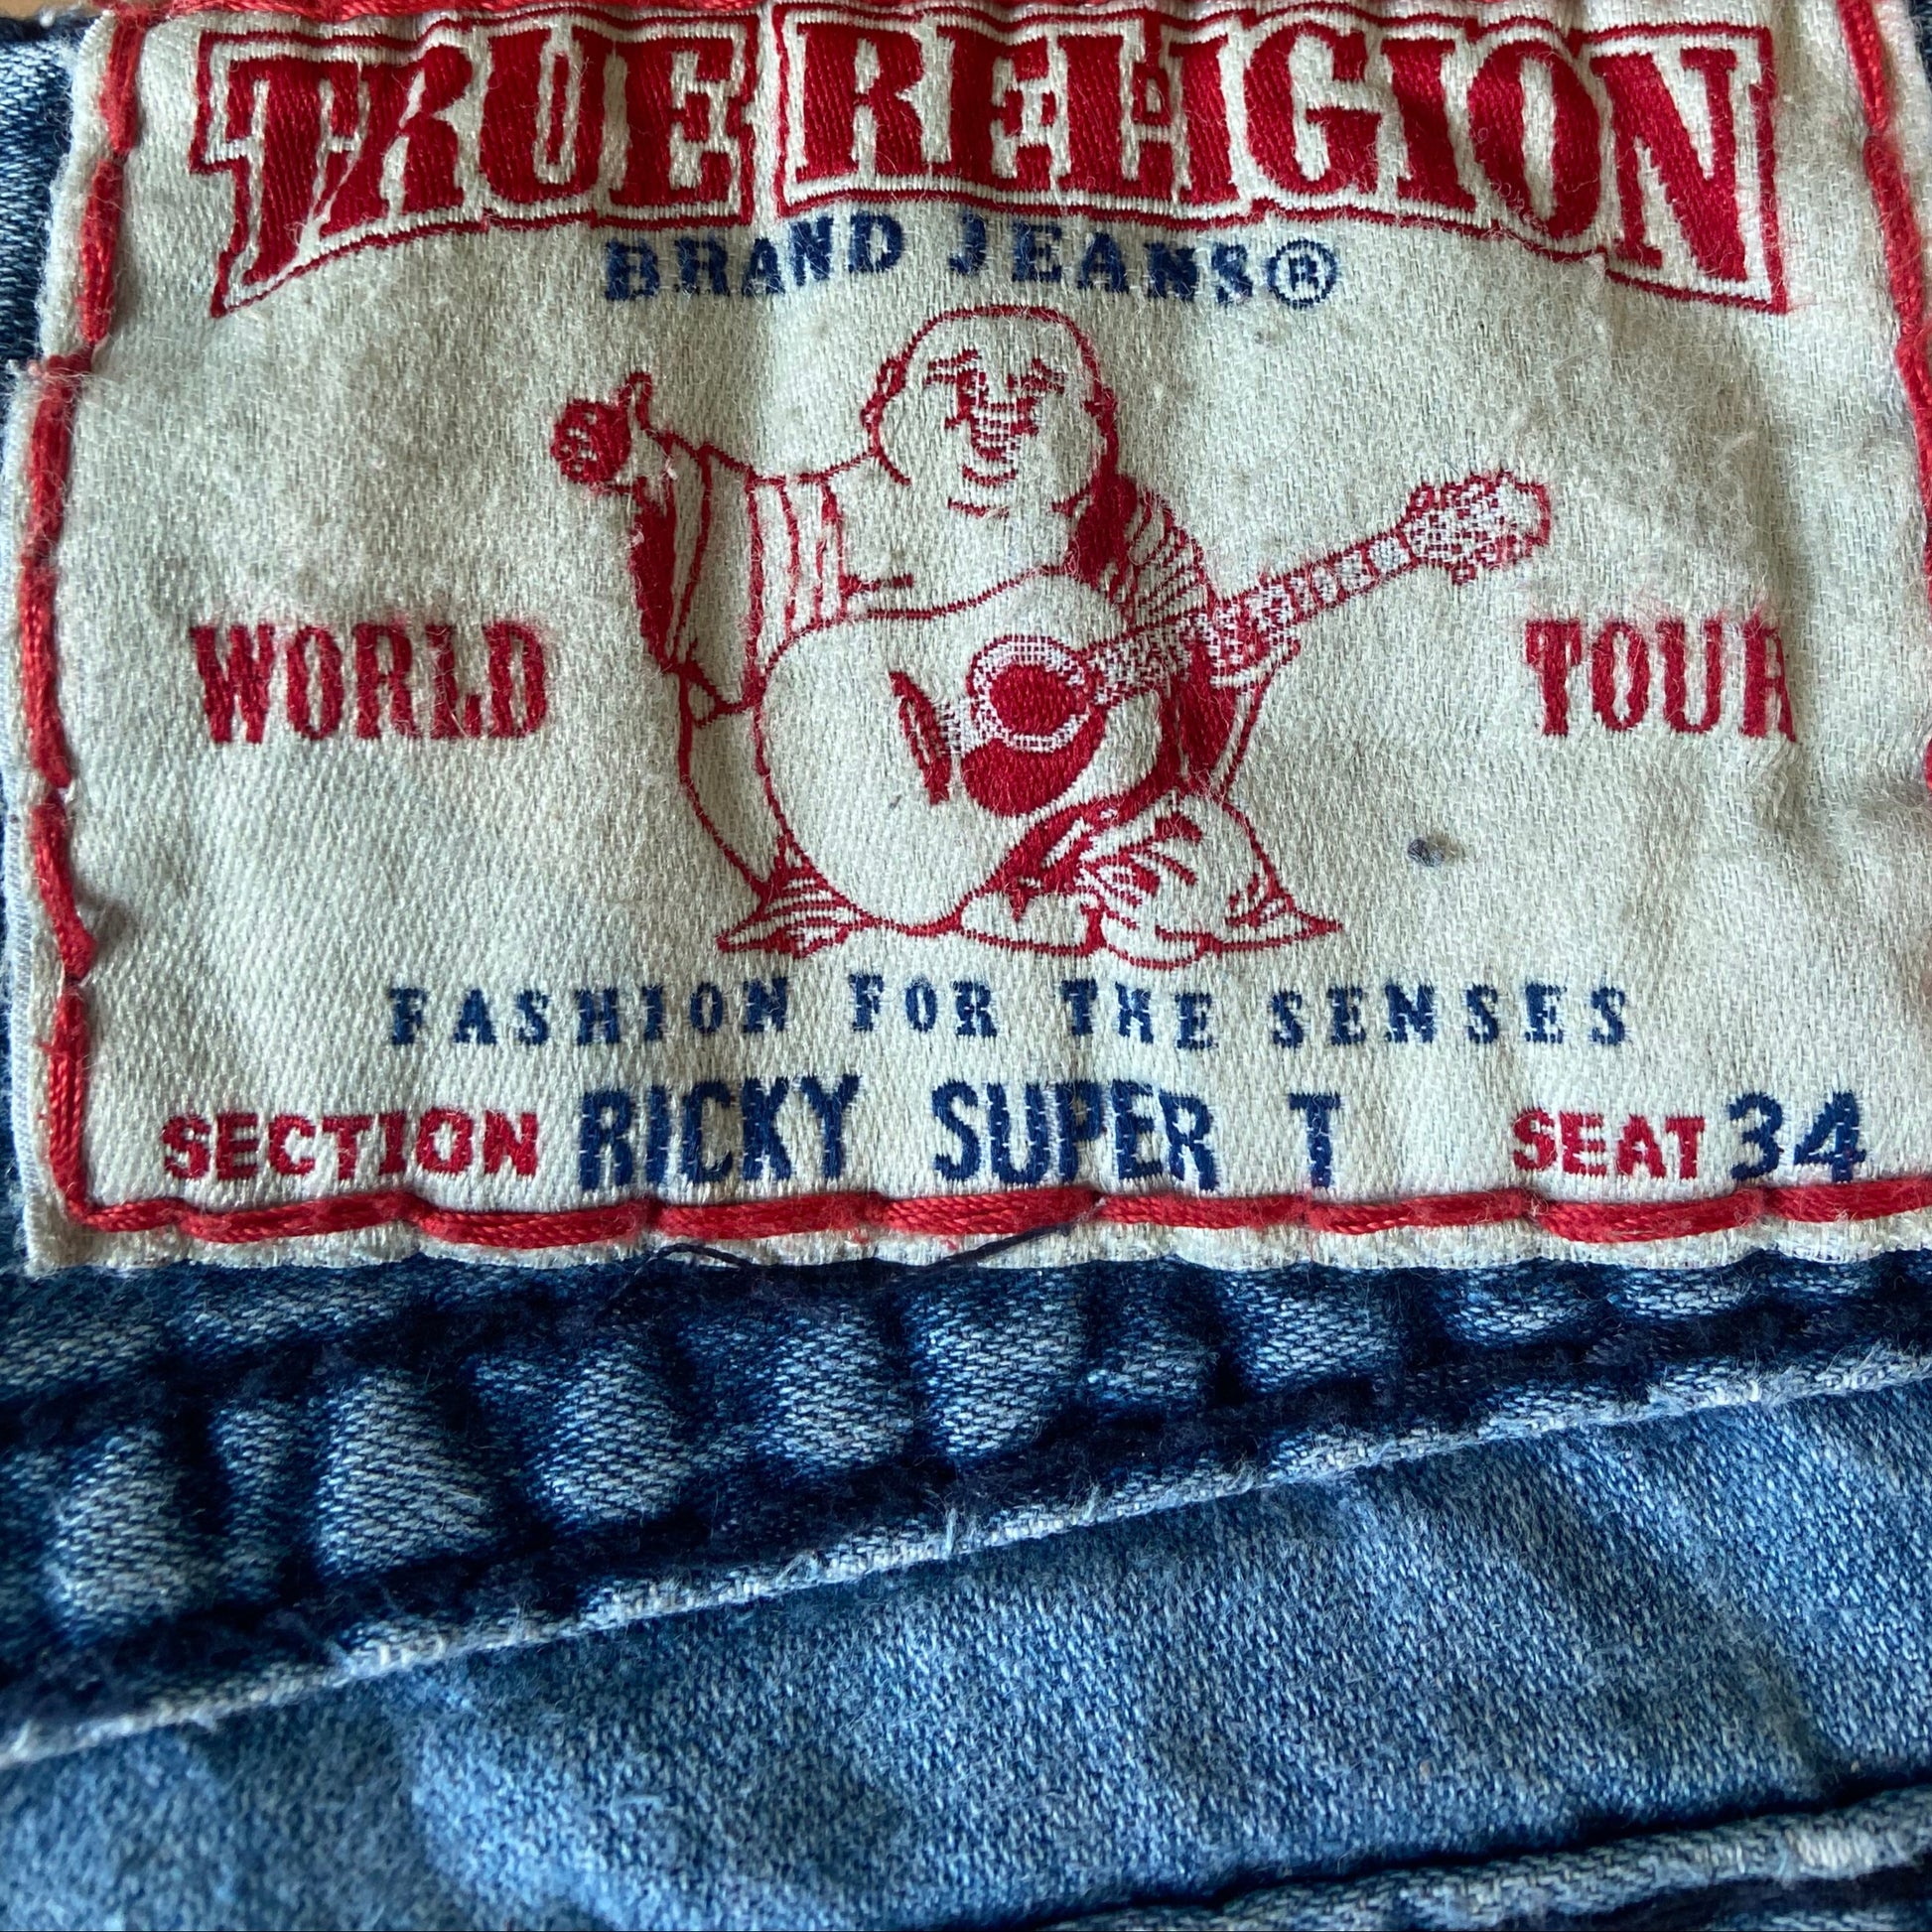 TRUE RELIGION
BRAND JEANS®
WORLD TOUR
FASHION FOR THE SENSES
SECTION RICKY SUPER T SEAT 34